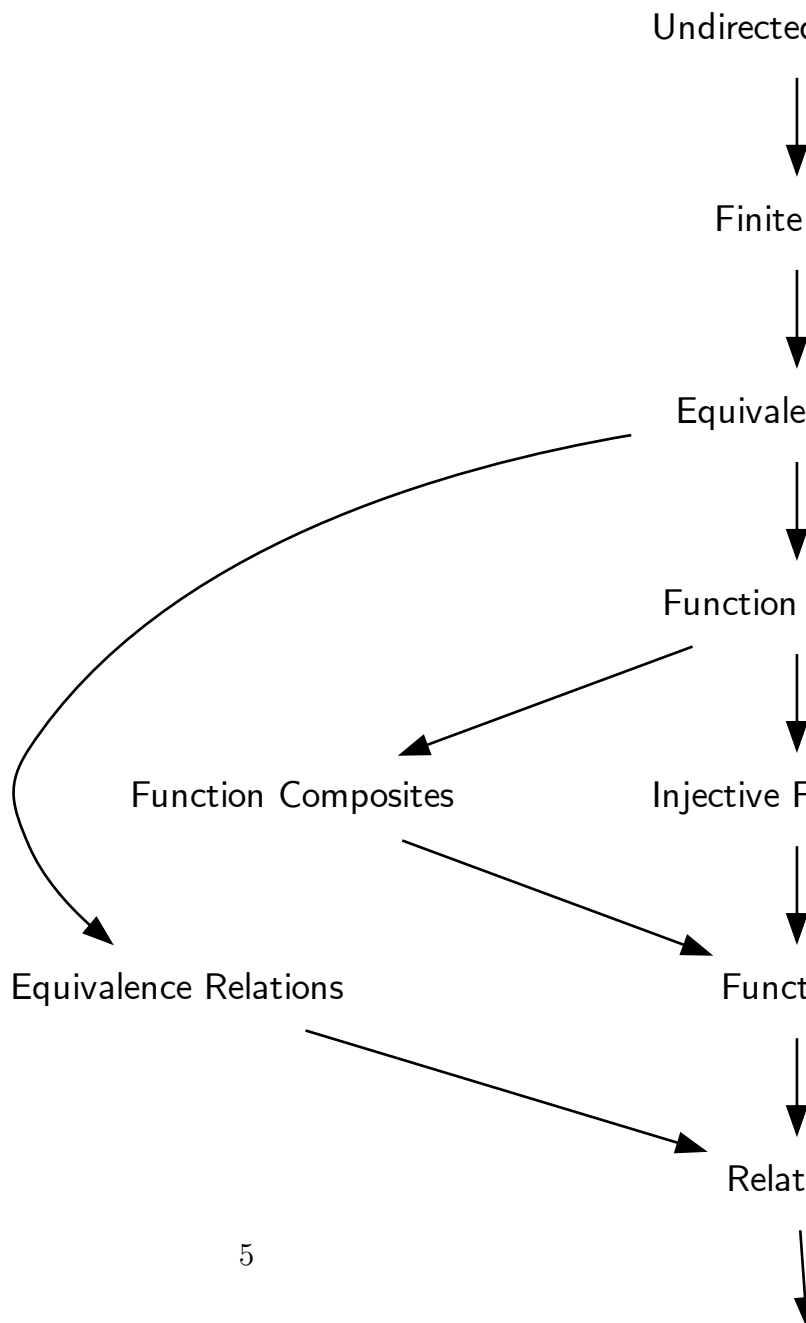 Undirected
Finite
Equivale
Function
Function Composites
Injective F
Equivalence Relations
Funct
Relat
5